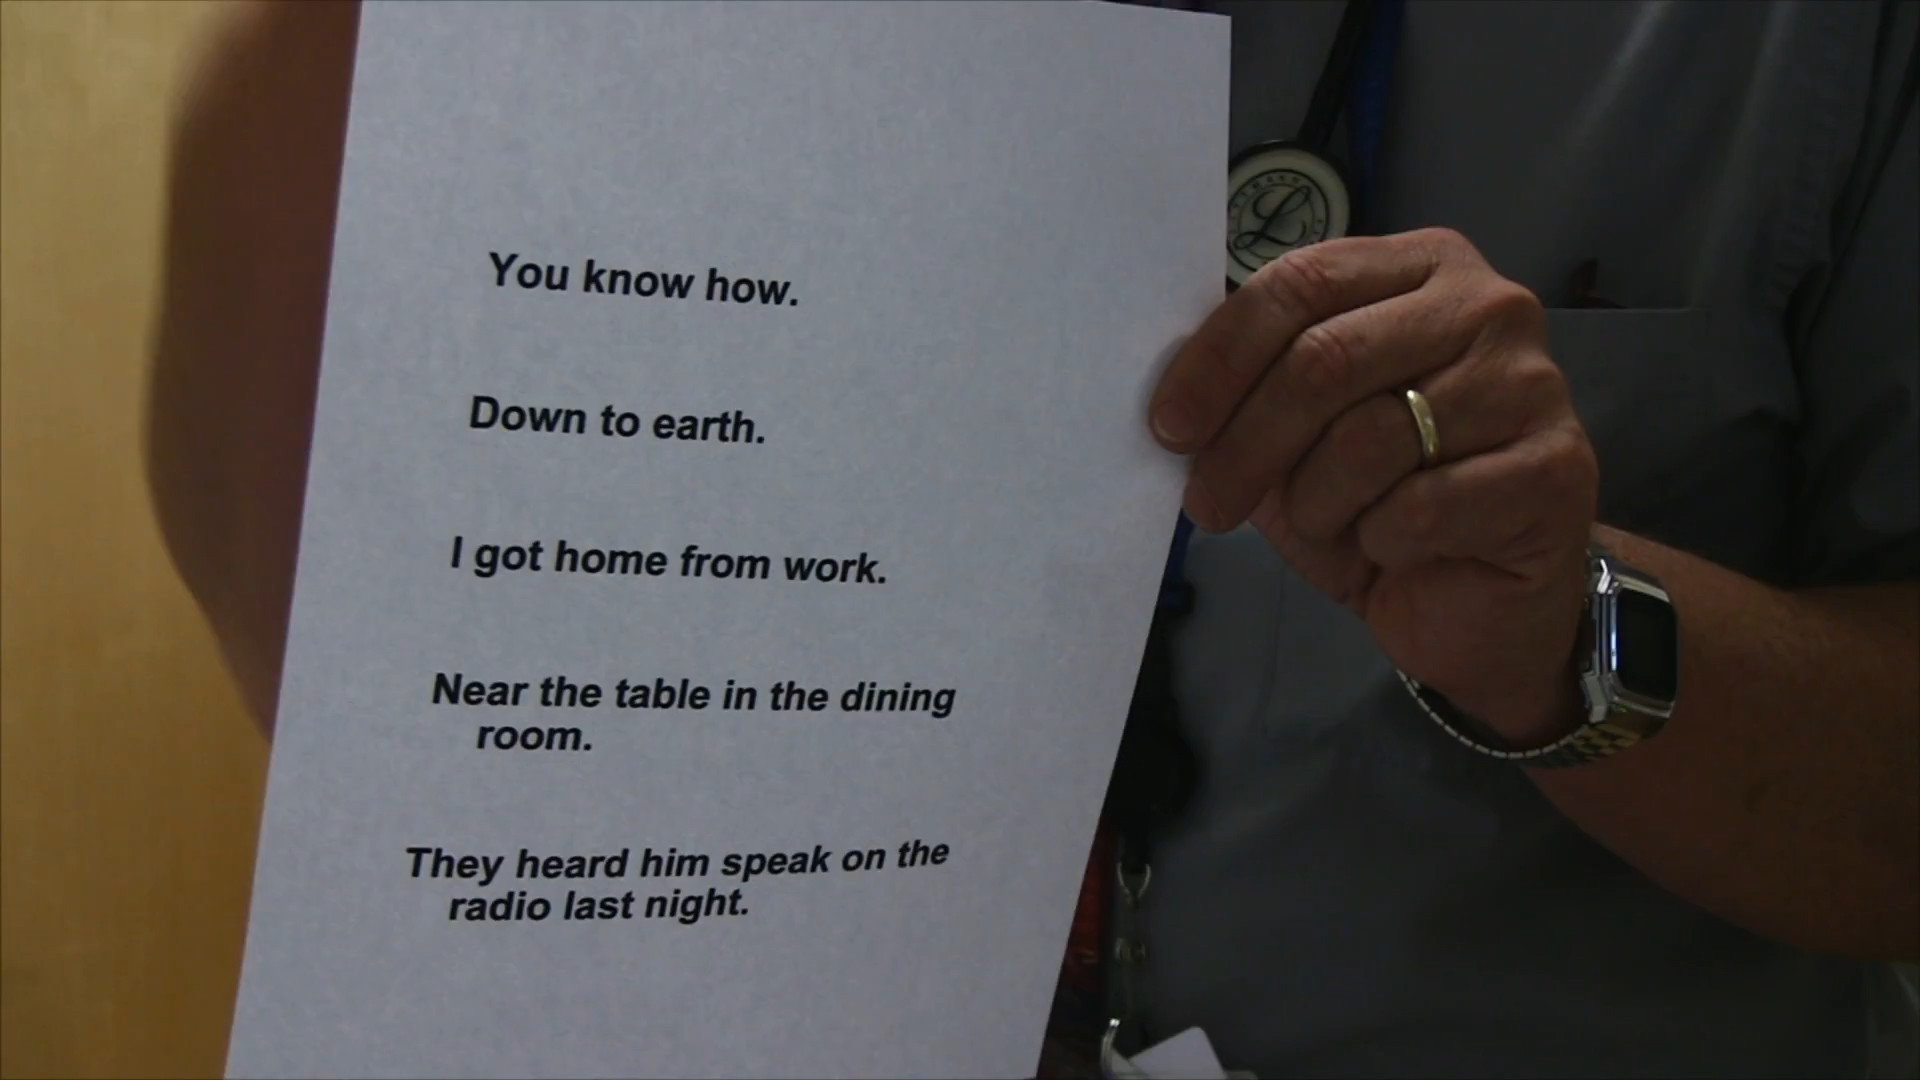 You know how.
Down to earth.
I got home from work.
Near the table in the dining
room.
They heard him speak on the
radio last night.
L